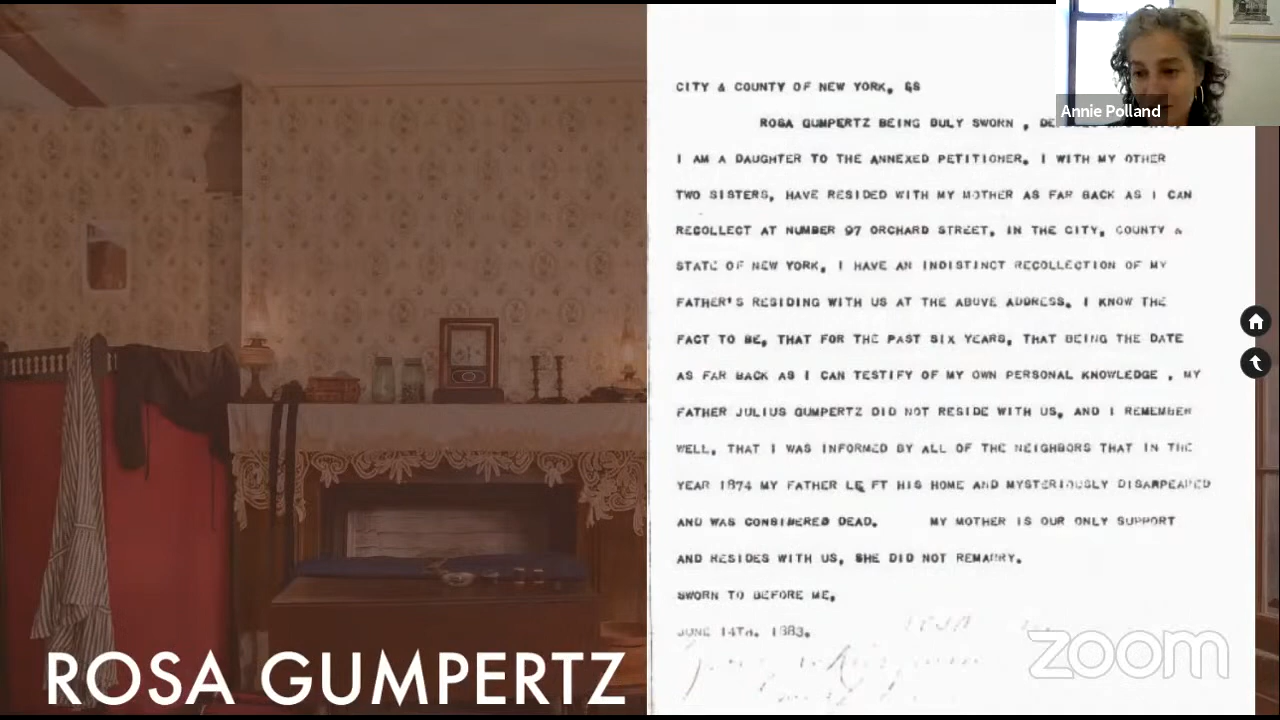 CITY & COUNTY OF NEW YORK, SS
ROSA GUMPERTZ BEING DULY SWORN ,
I AM A DAUGHTER TO THE ANNEXED PETITIONER. I WITH MY OTHER
TWO SISTERS, HAVE RESIDED WITH MY MOTHER AS FAR BACK AS I CAN
RECOLLECT AT NUMBER 97 ORCHARD STREET, IN THE CITY, COUNTY &
STATE OF NEW YORK, I HAVE AN INDISTINCT RECOLLECTION OF MY
FATHER'S RESIDING WITH US AT THE ABOVE ADDRESS. I KNOW THE
FACT TO BE, THAT FOR THE PAST SIX YEARS, THAT BEING THE DATE
AS FAR BACK AS I CAN TESTIFY OF MY OWN PERSONAL KNOWLEDGE , MY
FATHER JULIUS GUMPERTZ DID NOT RESIDE WITH US, AND I REMEMBER
WELL, THAT I WAS INFORMED BY ALL OF THE NEIGHBORS THAT IN THE
YEAR 1874 MY FATHER LE FT HIS HOME AND MYSTERIOUSLY DISAPPEARED
AND WAS CONSIDERED DEAD. MY MOTHER IS OUR ONLY SUPPORT
AND RESIDES WITH US, SHE DID NOT REMARRY.
SWORN TO BEFORE ME,
JUNE 14TH. 1883.
Annie Polland
ROSA GUMPERTZ
zoom